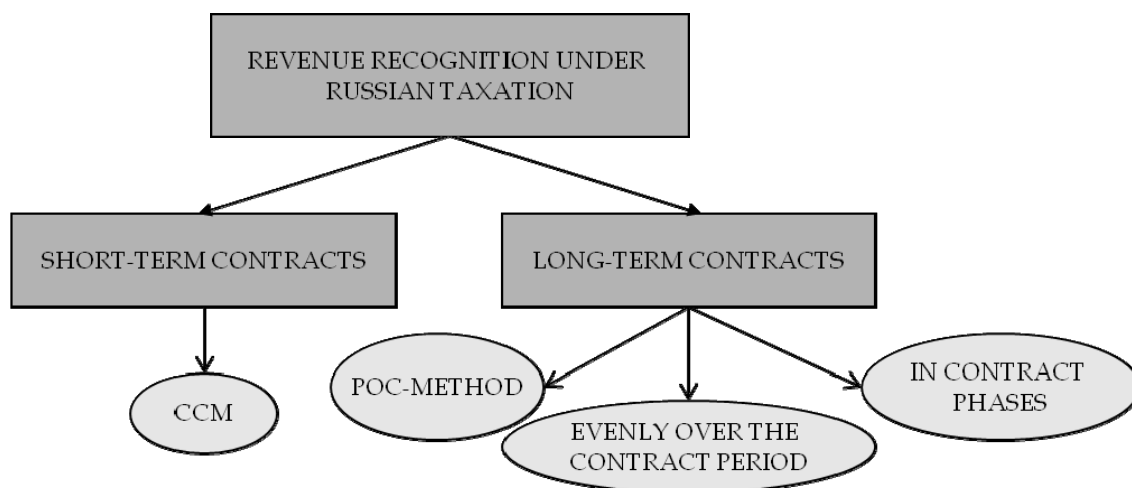 REVENUE RECOGNITION UNDER
RUSSIAN TAXATION
SHORT-TERM CONTRACTS
LONG-TERM CONTRACTS
CCM
POC-METHOD
EVENLY OVER THE
CONTRACT PERIOD
IN CONTRACT
PHASES